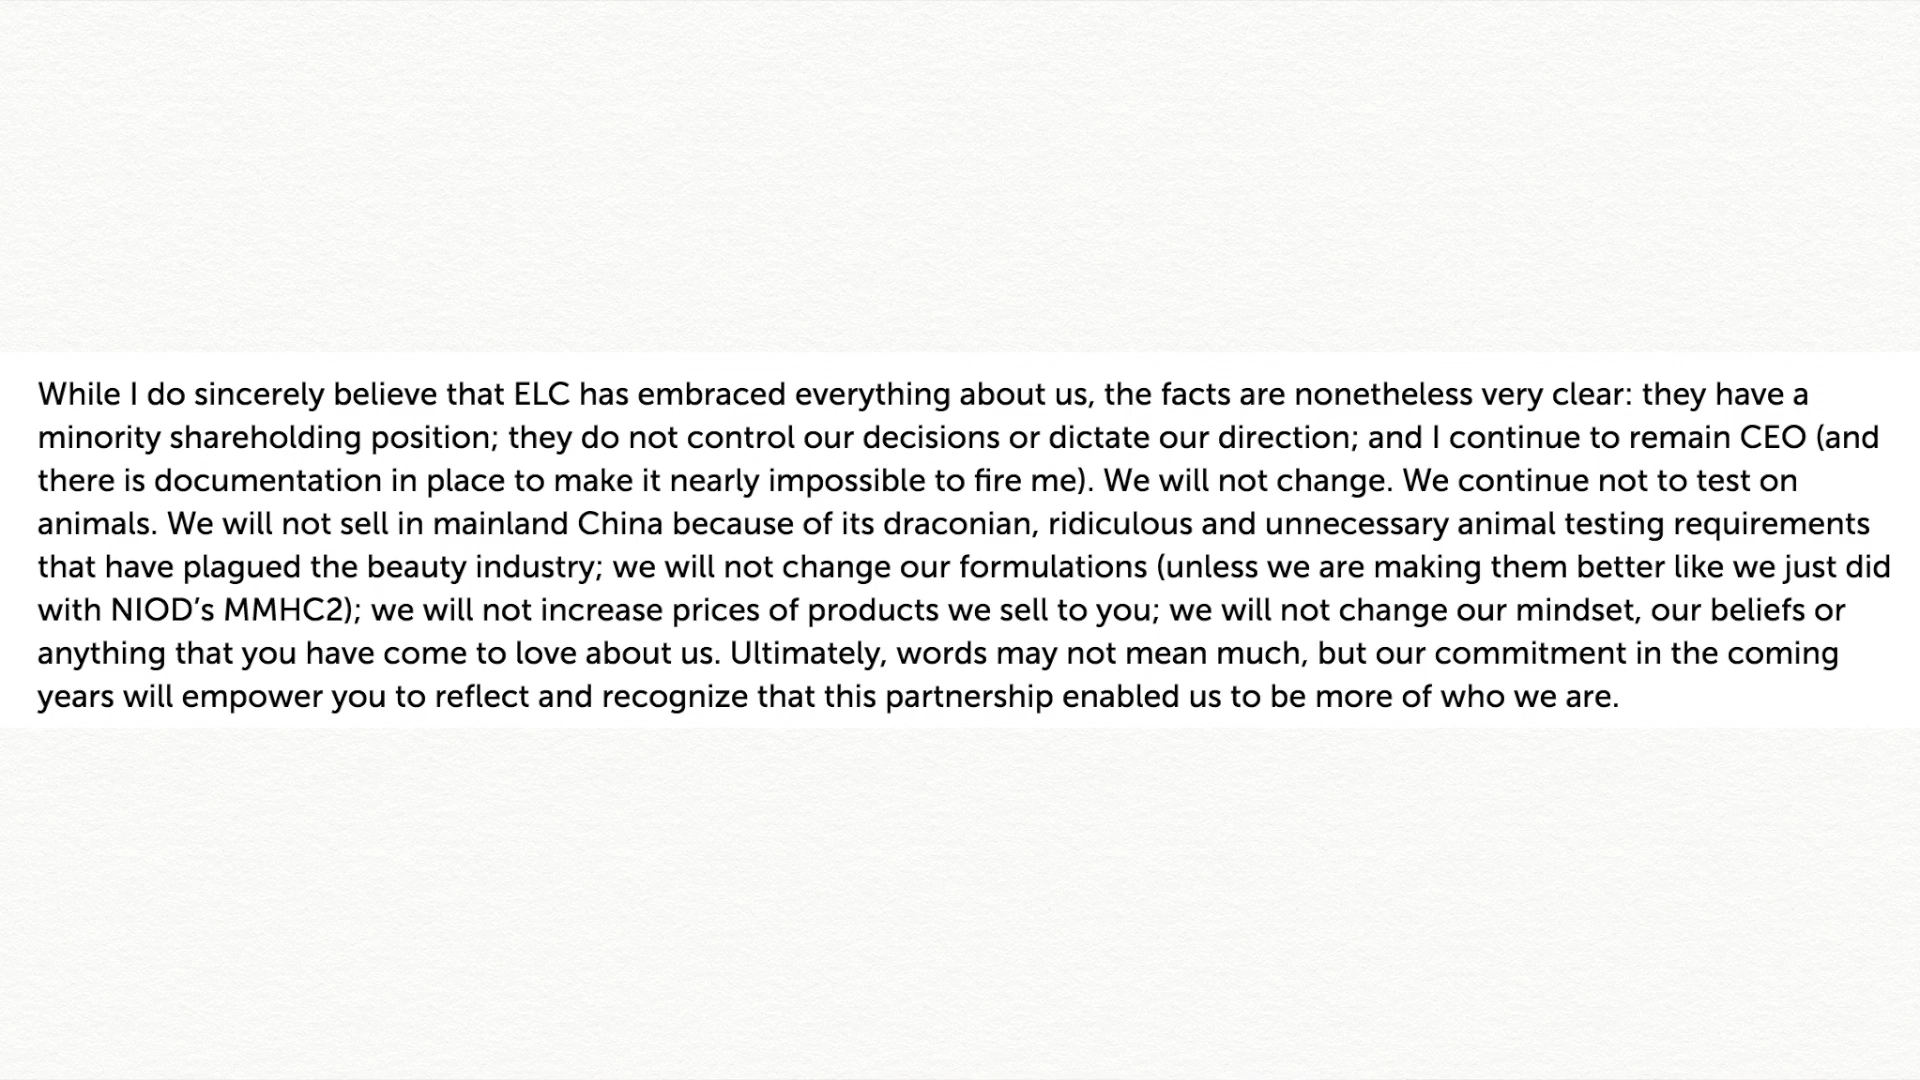 While I do sincerely believe that ELC has embraced everything about us, the facts are nonetheless very clear: they have a
minority shareholding position; they do not control our decisions or dictate our direction; and I continue to remain CEO (and
there is documentation in place to make it nearly impossible to fire me). We will not change. We continue not to test on
animals. We will not sell in mainland China because of its draconian, ridiculous and unnecessary animal testing requirements
that have plagued the beauty industry; we will not change our formulations (unless we are making them better like we just did
with NIOD’s MMHC2); we will not increase prices of products we sell to you; we will not change our mindset, our beliefs or
anything that you have come to love about us. Ultimately, words may not mean much, but our commitment in the coming
years will empower you to reflect and recognize that this partnership enabled us to be more of who we are.